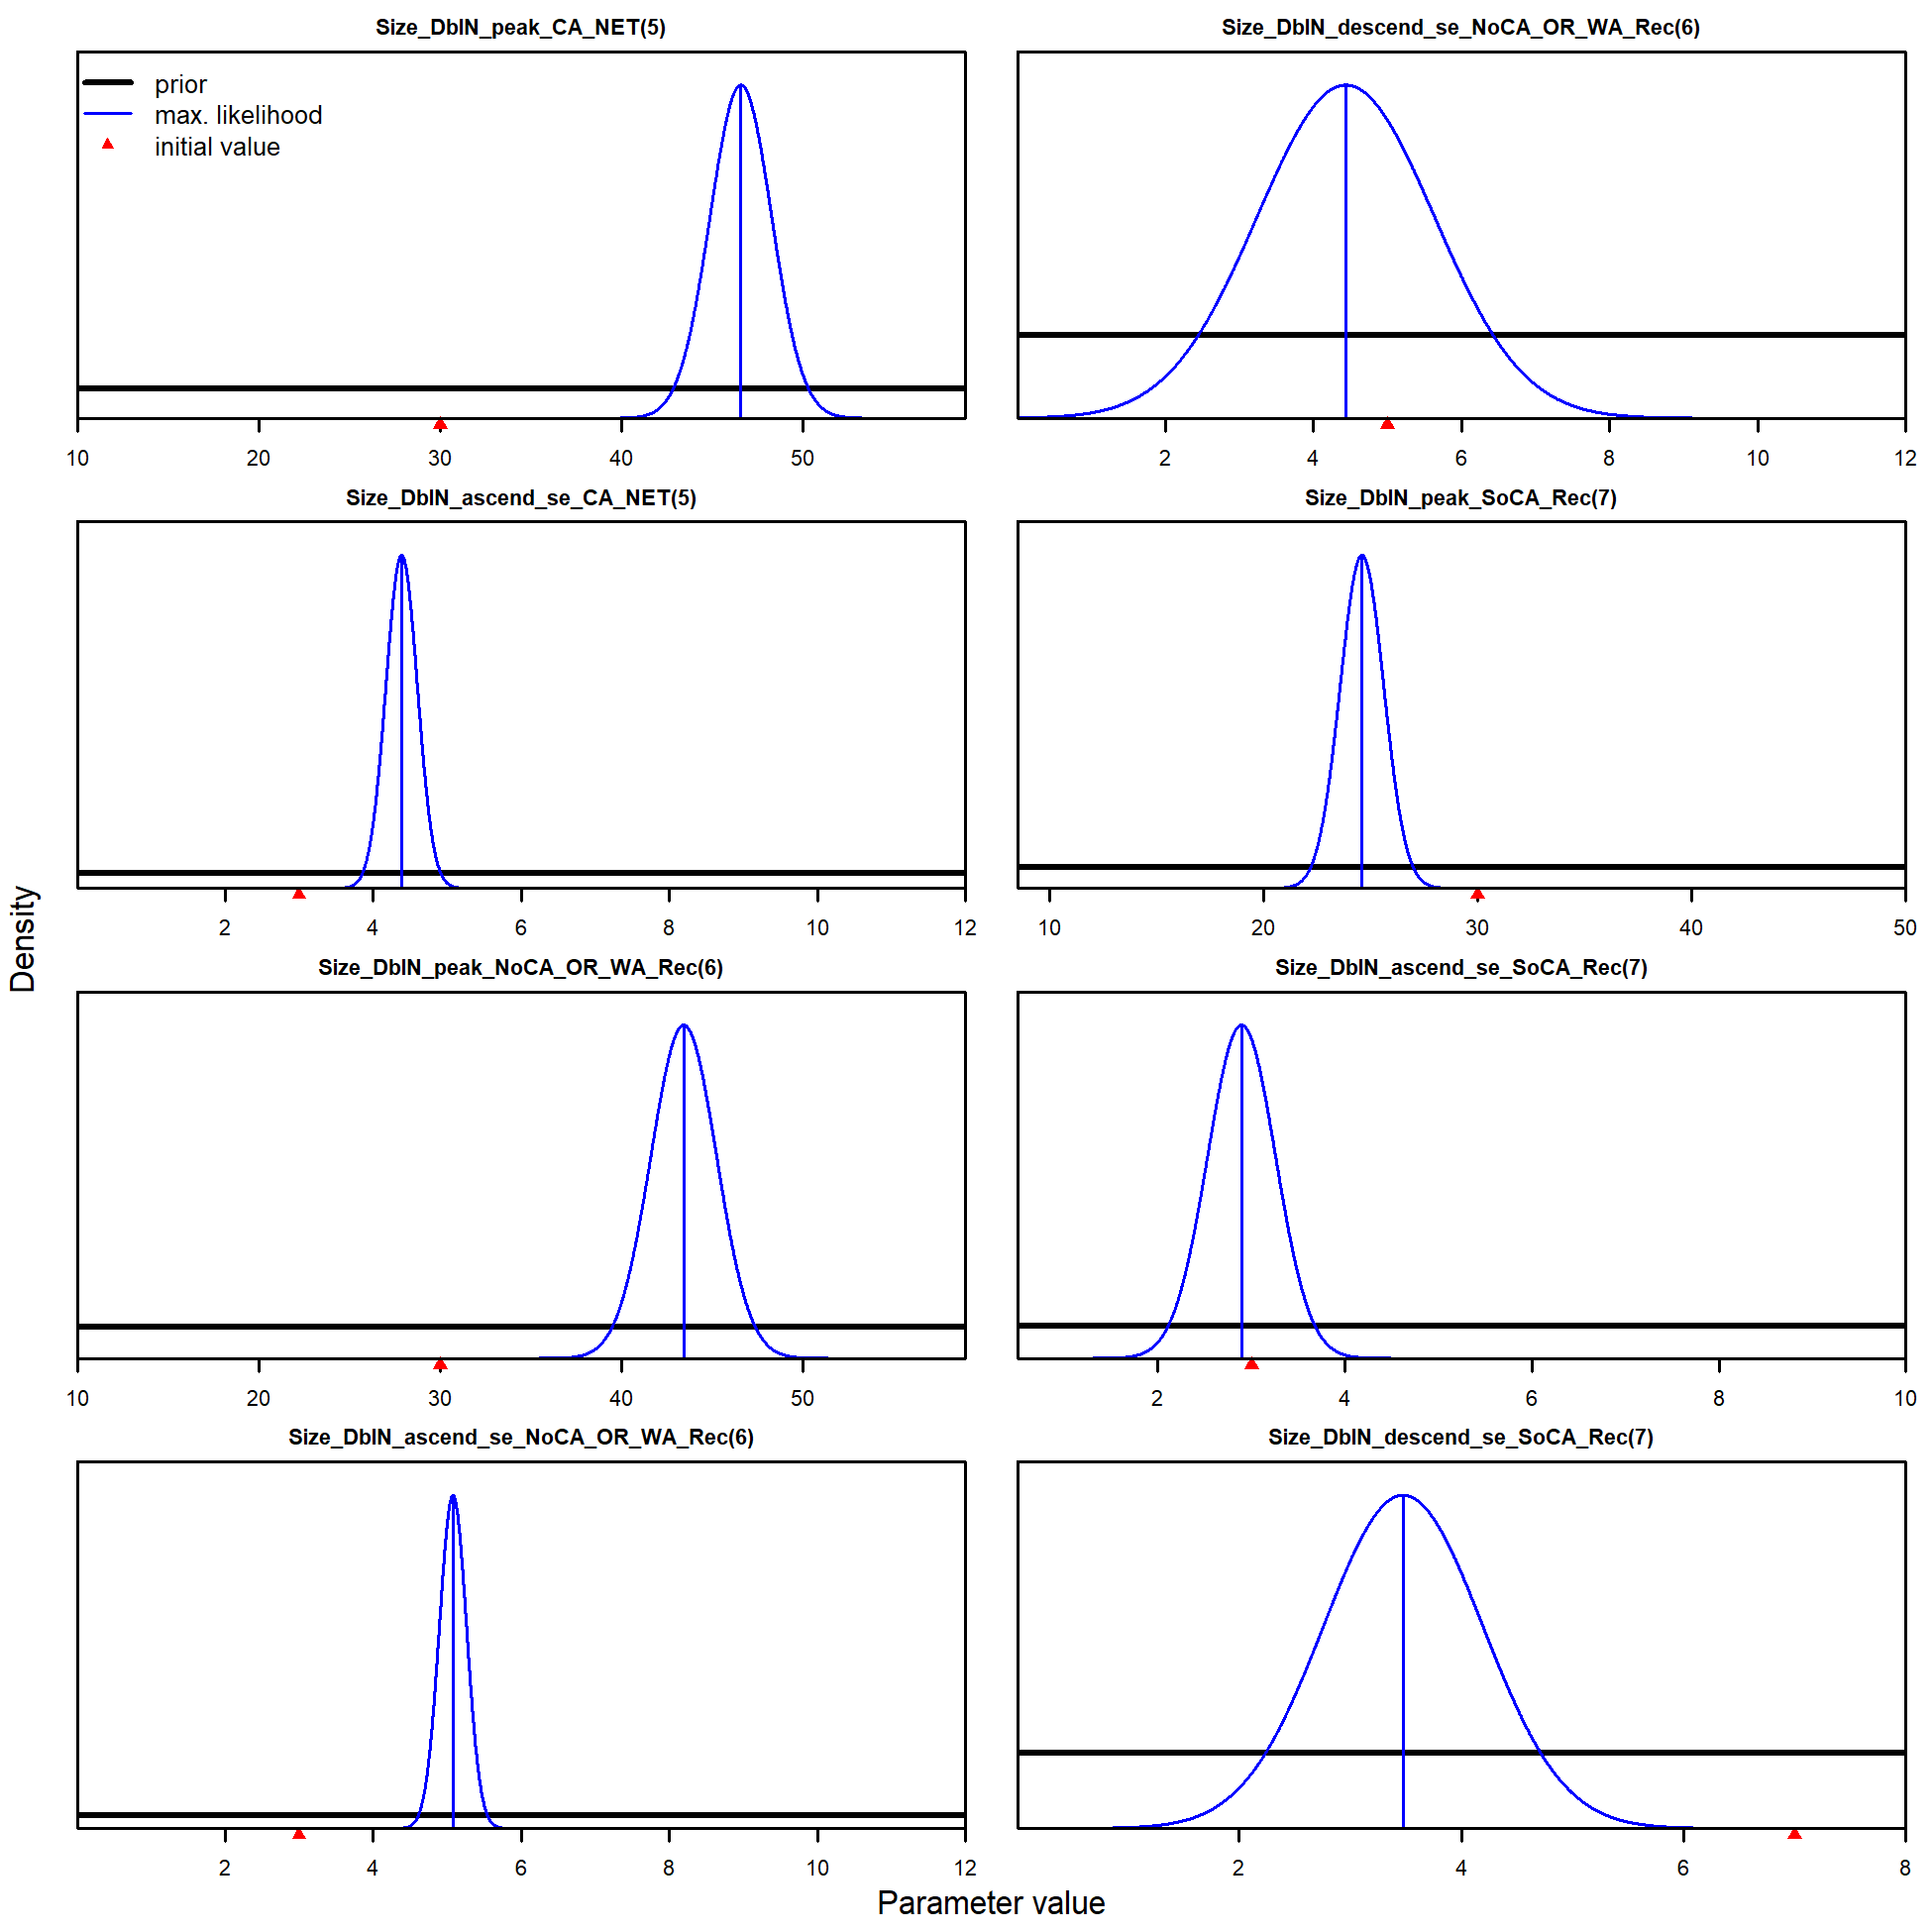 Size_DblN_peak_CA_NET(5)
prior
max. likelihood
initial value
10 20 30 40 50
Size_DblN_descend_se_NoCA_OR_WA_Rec(6)
2 4 6 8 10 12
Size_DblN_ascend_se_CA_NET(5)
2 4 6 8 10 12
Size_DblN_peak_SoCA_Rec(7)
10 20 30 40 50
Size_DblN_peak_NoCA_OR_WA_Rec(6)
10 20 30 40 50
Size_DblN_ascend_se_SoCA_Rec(7)
2 4 6 8 10
Size_DblN_ascend_se_NoCA_OR_WA_Rec(6)
2 4 6 8 10 12
Size_DblN_descend_se_SoCA_Rec(7)
2 4 6 8
Density
Parameter value